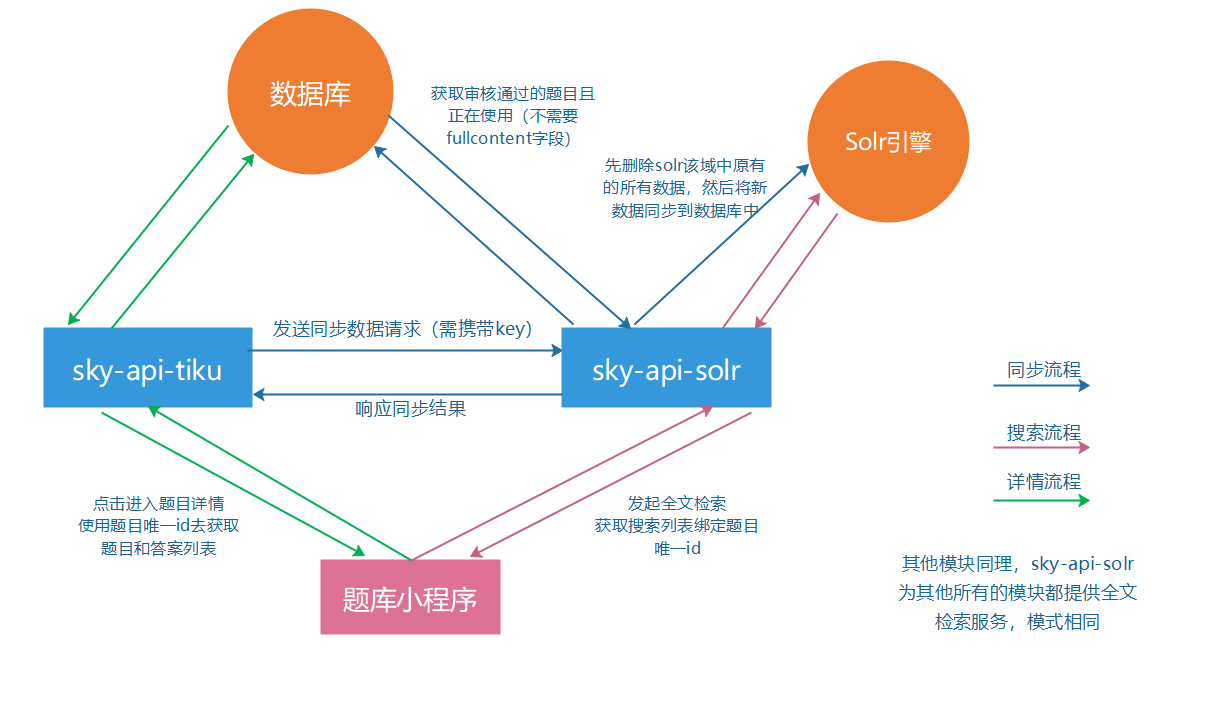 数据库
获取审核通过的题目且
正在使用（不需要
fullcontent字段）
Solr引擎
先删除solr该域中原有
的所有数据，然后将新
数据同步到数据库中
发送同步数据请求（需携带key）
sky-api-tiku
sky-api-solr
响应同步结果
同步流程
搜索流程
详情流程
点击进入题目详情
使用题目唯一id去获取
题目和答案列表
发起全文检索
获取搜索列表绑定题目
唯一id
题库小程序
其他模块同理，sky-api-solr
为其他所有的模块都提供全文
检索服务，模式相同